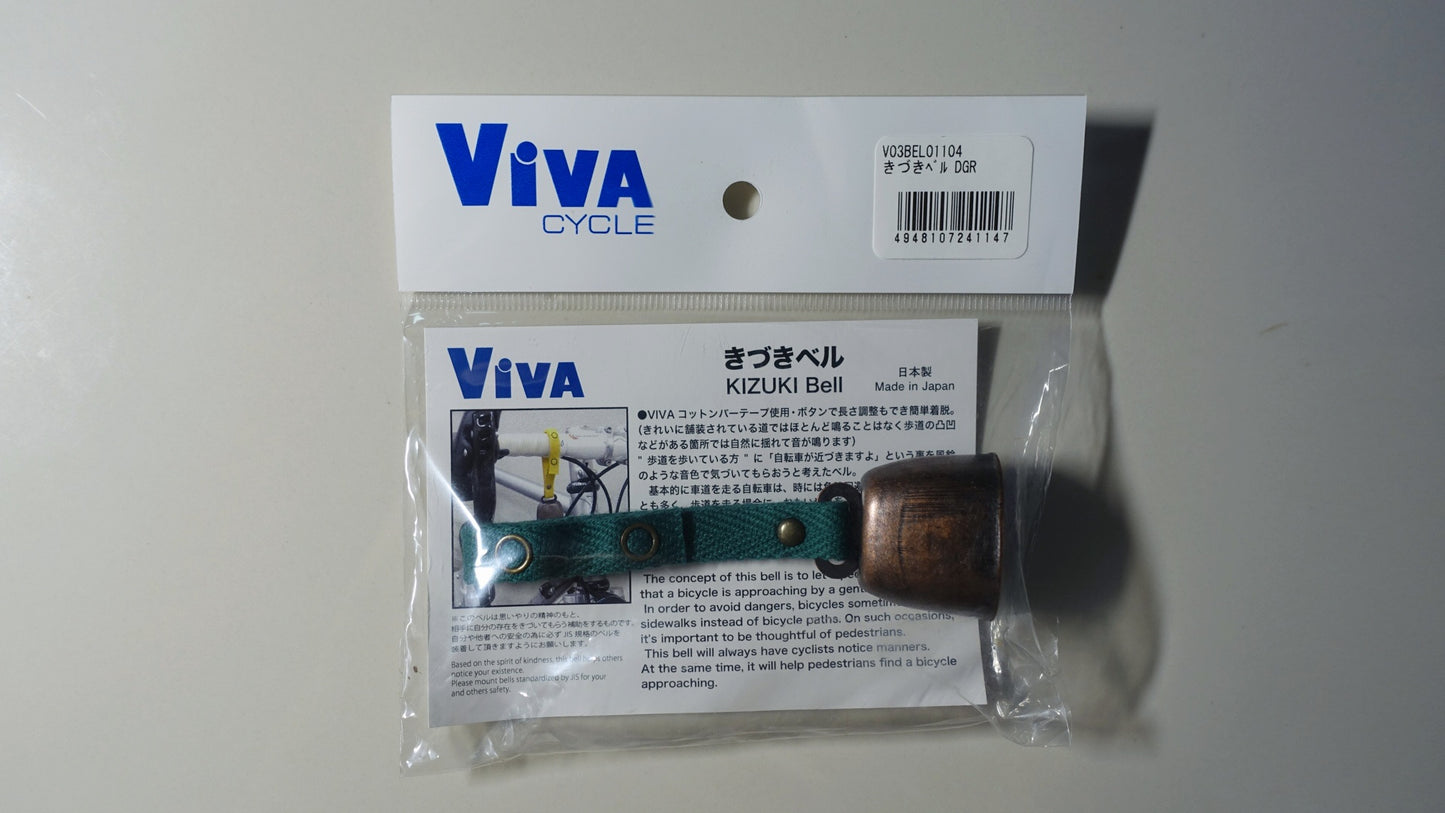 ViVA
CYCLE
V03BEL01104
きづきﾍﾞﾙ DGR
4948107241147
ViVA
きづきベル
KIZUKI Bell
日本製
Made in Japan
●VIVA コットンバーテープ使用・ボタンで長さ調整もでき簡単着脱。
(きれいに舗装されている道ではほとんど鳴ることはなく歩道の凸凹
などがある箇所では自然に揺れて音が鳴ります)
" 歩道を歩いている方 " に「自転車が近づきますよ」という事を風鈴
のような音色で気づいてもらおうと考えたベル。
基本的に車道を走る自転車は、時には
とも多く、歩道を走る場合に、
The concept of this bell is to let
that a bicycle is approaching by a
In order to avoid dangers, bicycles
sidewalks instead of bicycle paths. On such occasions,
it's important to be thoughtful of pedestrians.
This bell will always have cyclists notice manners.
At the same time, it will help pedestrians find a bicycle
approaching.
※このベルは思いやりの精神のもと、
相手に自分の存在をきづいてもらう補助をするものです。
自分や他者への安全の為に必ず JIS 規格のベルを
装着して頂きますようにお願いします。
Based on the spirit of kindness, this bell helps others
notice your existence.
Please mount bells standardized by JIS for your
and others safety.